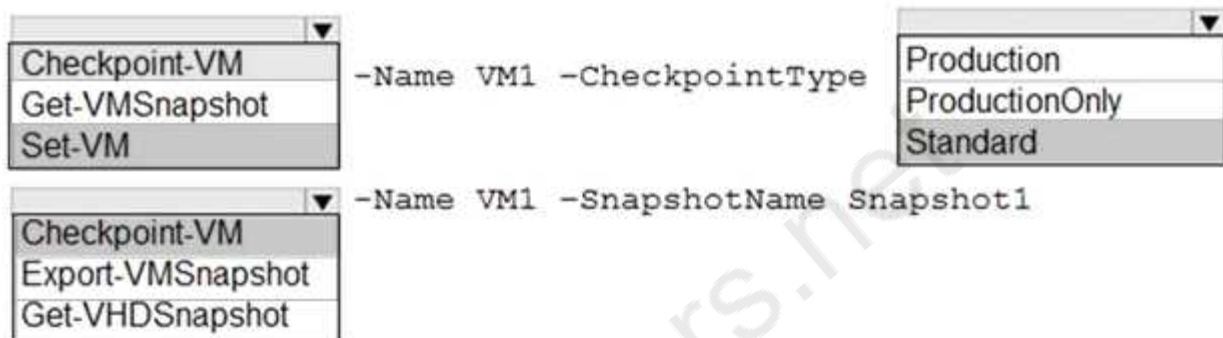 Checkpoint-VM
Get-VMSnapshot
Set-VM
-Name VM1 -CheckpointType
Production
ProductionOnly
Standard
-Name VM1 -SnapshotName Snapshot1
Checkpoint-VM
Export-VMSnapshot
Get-VHDSnapshot